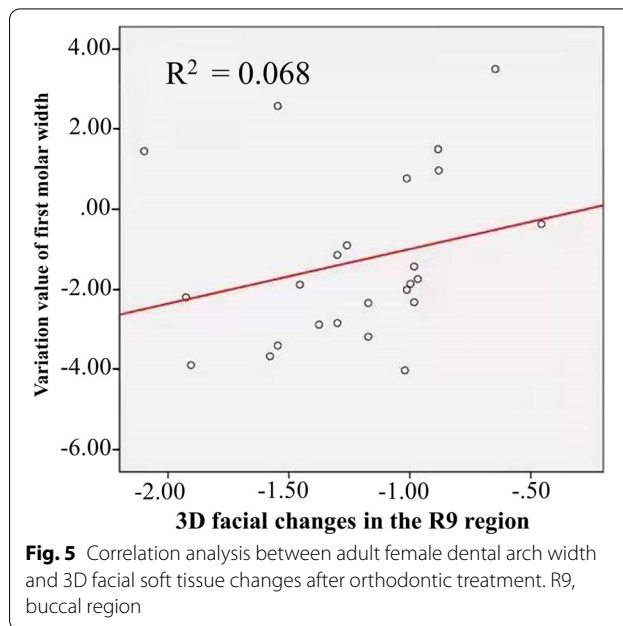 4.00
R² = 0.068
2.00
.00
-2.00
-4.00
-6.00
Variation value of first molar width
-2.00 -1.50 -1.00 -.50
3D facial changes in the R9 region
Fig. 5 Correlation analysis between adult female dental arch width
and 3D facial soft tissue changes after orthodontic treatment. R9,
buccal region